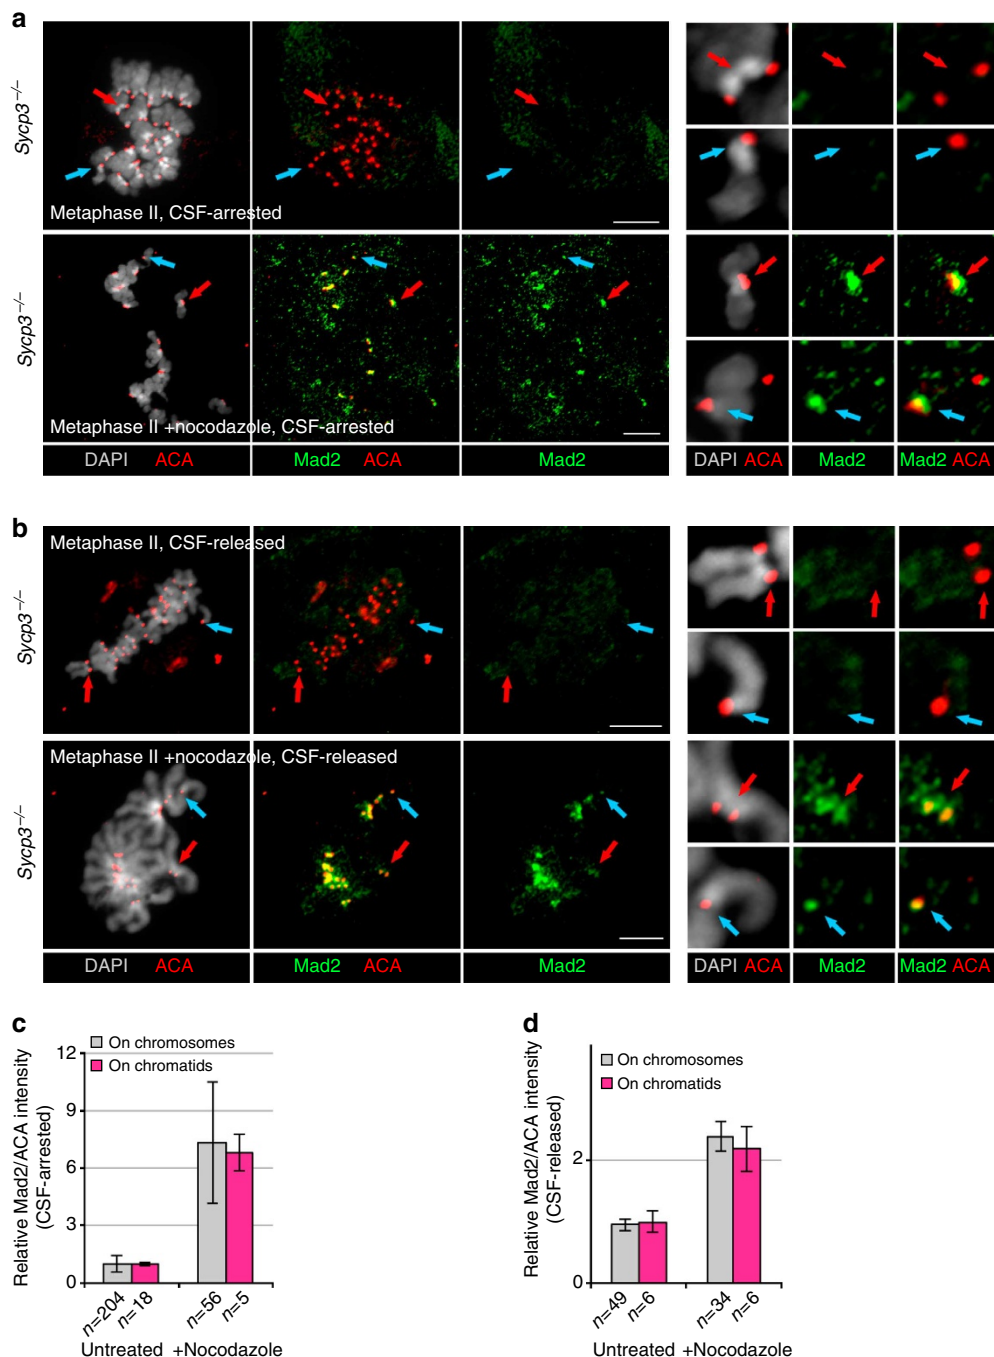 a
Sycp3–/–
Metaphase II, CSF-arrested
Sycp3–/–
Metaphase II +nocodazole, CSF-arrested
DAPI ACA Mad2 ACA Mad2 DAPI ACA Mad2 Mad2 ACA
b
Metaphase II, CSF-released
Sycp3–/–
Metaphase II +nocodazole, CSF-released
Sycp3–/–
DAPI ACA Mad2 ACA Mad2 DAPI ACA Mad2 Mad2 ACA
c
On chromosomes
On chromatids
Relative Mad2/ACA intensity
(CSF-arrested)
12
9
6
3
0
n=204 n=18 n=56 n=5
Untreated +Nocodazole
d
On chromosomes
On chromatids
Relative Mad2/ACA intensity
(CSF-released)
2
0
n=49 n=6 n=34 n=6
Untreated +Nocodazole